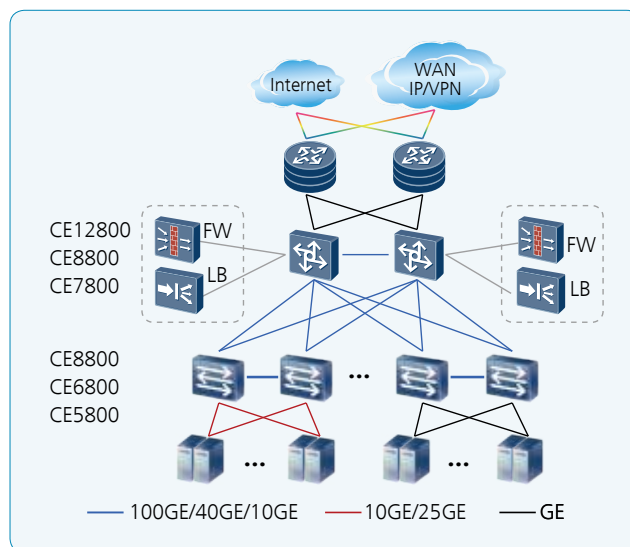 Internet
WAN
IP/VPN
CE12800
CE8800
CE7800
FW
LB
FW
LB
CE8800
CE6800
CE5800
...
... ... ...
100GE/40GE/10GE 10GE/25GE GE